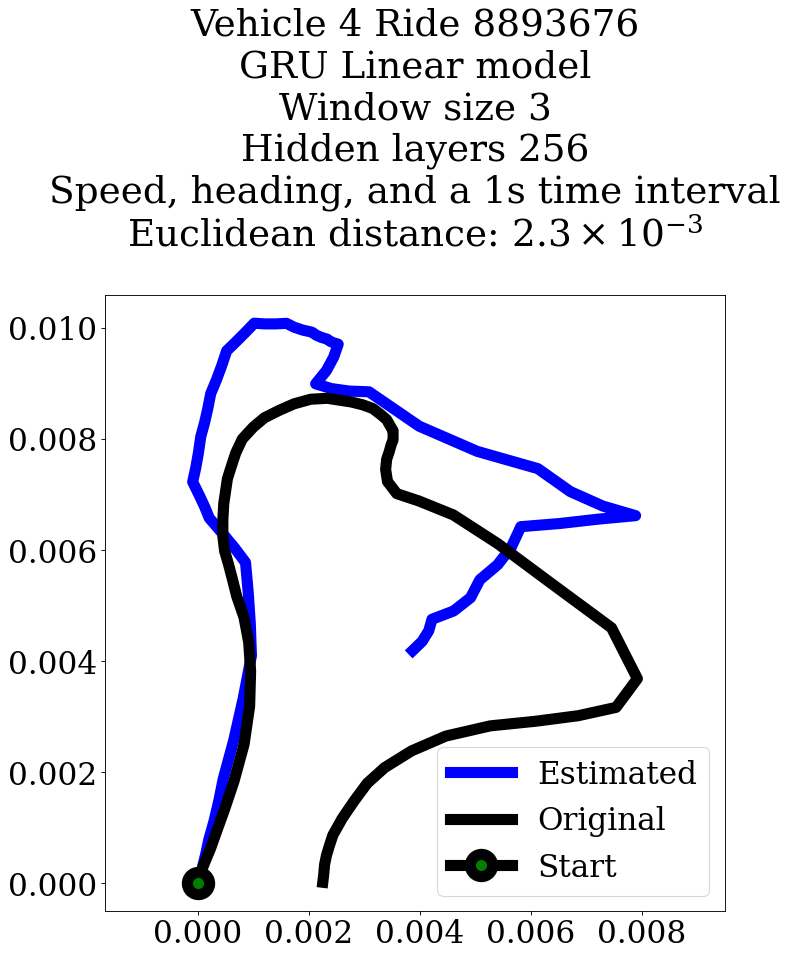 Vehicle 4 Ride 8893676
GRU Linear model
Window size 3
Hidden layers 256
Speed, heading, and a 1s time interval
Euclidean distance: 2.3 × 10⁻³
0.010
0.008
0.006
0.004
0.002
0.000
Estimated
Original
Start
0.000 0.002 0.004 0.006 0.008